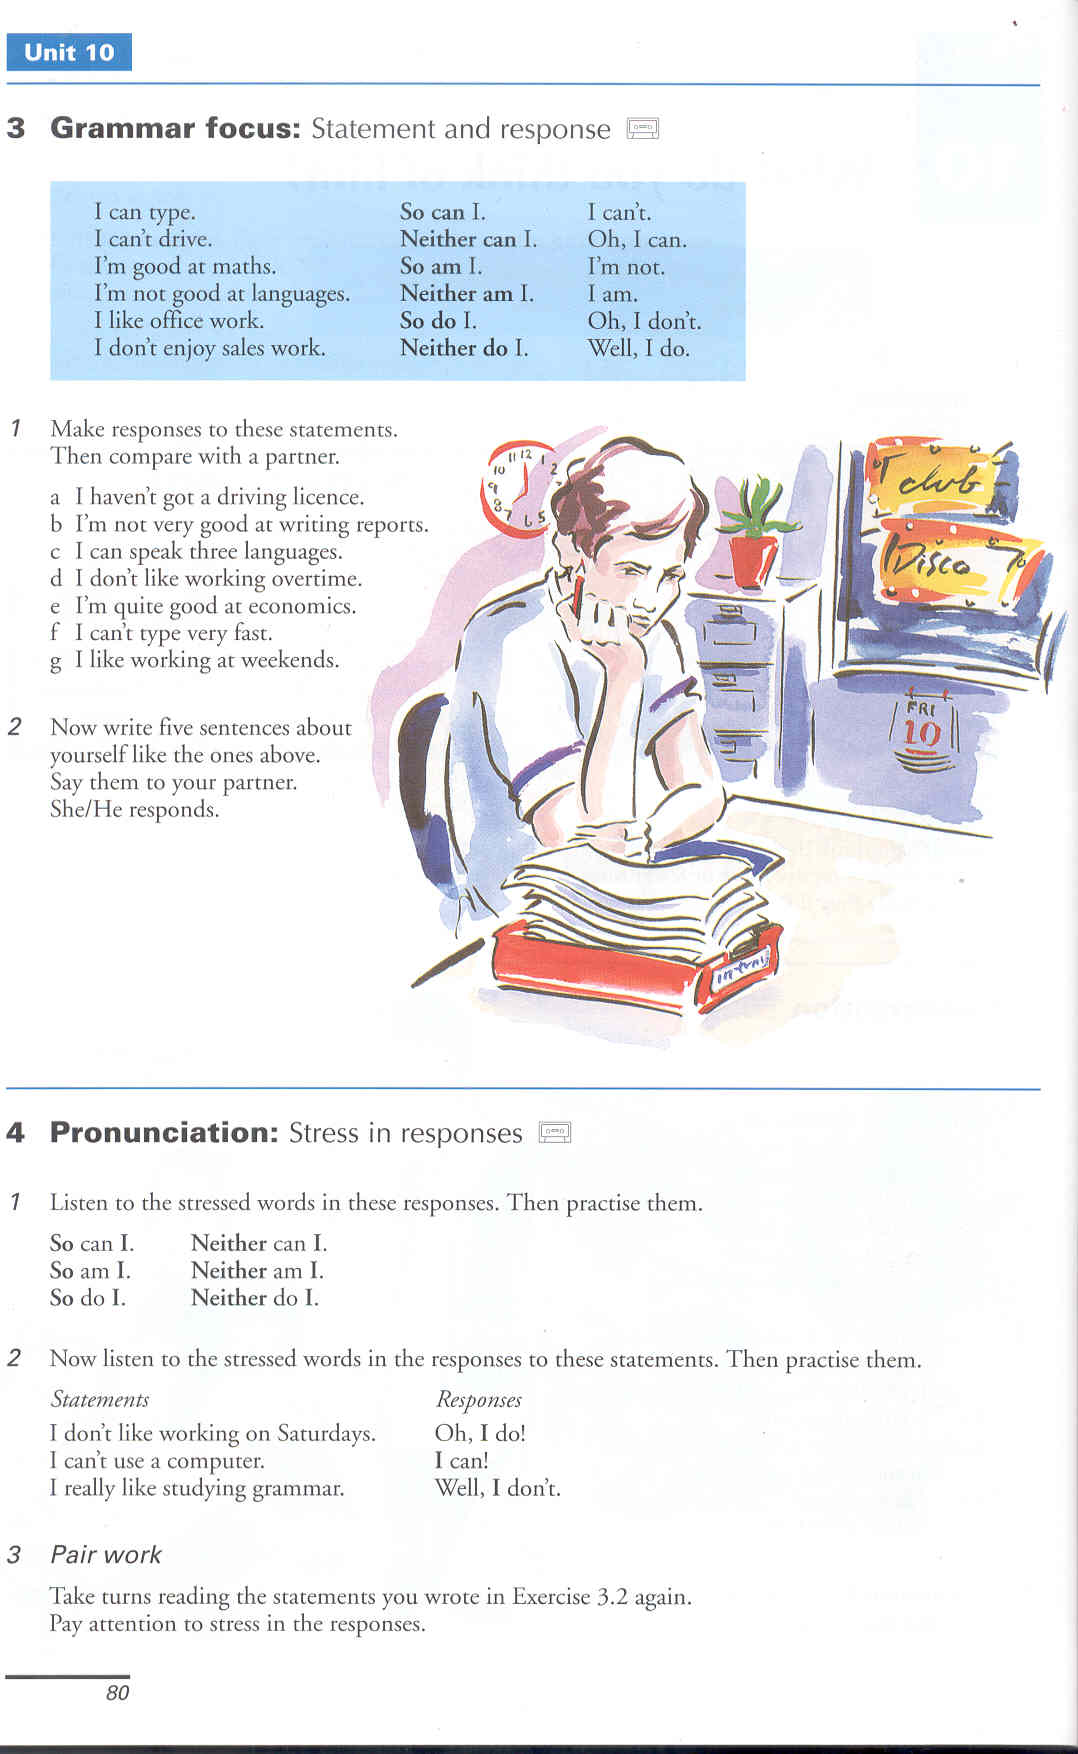 Unit 10
3 Grammar focus: Statement and response
I can type. So can I. I can't.
I can't drive. Neither can I. Oh, I can.
I'm good at maths. So am I. I'm not.
I'm not good at languages. Neither am I. I am.
I like office work. So do I. Oh, I don't.
I don't enjoy sales work. Neither do I. Well, I do.
1 Make responses to these statements.
Then compare with a partner.
a I haven't got a driving licence.
b I'm not very good at writing reports.
c I can speak three languages.
d I don't like working overtime.
e I'm quite good at economics.
f I can't type very fast.
g I like working at weekends.
2 Now write five sentences about
yourself like the ones above.
Say them to your partner.
She/He responds.
11 12 1
10 2
9
8
7 6 5
club
Disco
FRI
10
in-tray
4 Pronunciation: Stress in responses
1 Listen to the stressed words in these responses. Then practise them.
So can I. Neither can I.
So am I. Neither am I.
So do I. Neither do I.
2 Now listen to the stressed words in the responses to these statements. Then practise them.
Statements Responses
I don't like working on Saturdays. Oh, I do!
I can't use a computer. I can!
I really like studying grammar. Well, I don't.
3 Pair work
Take turns reading the statements you wrote in Exercise 3.2 again.
Pay attention to stress in the responses.
80